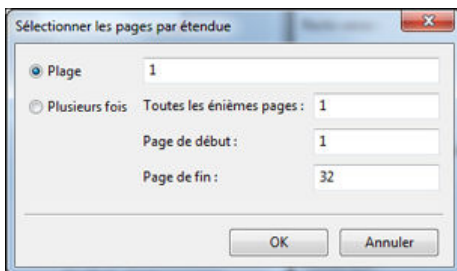 Sélectionner les pages par étendue
Plage 1
Plusieurs fois Toutes les énièmes pages : 1
Page de début : 1
Page de fin : 32
OK Annuler